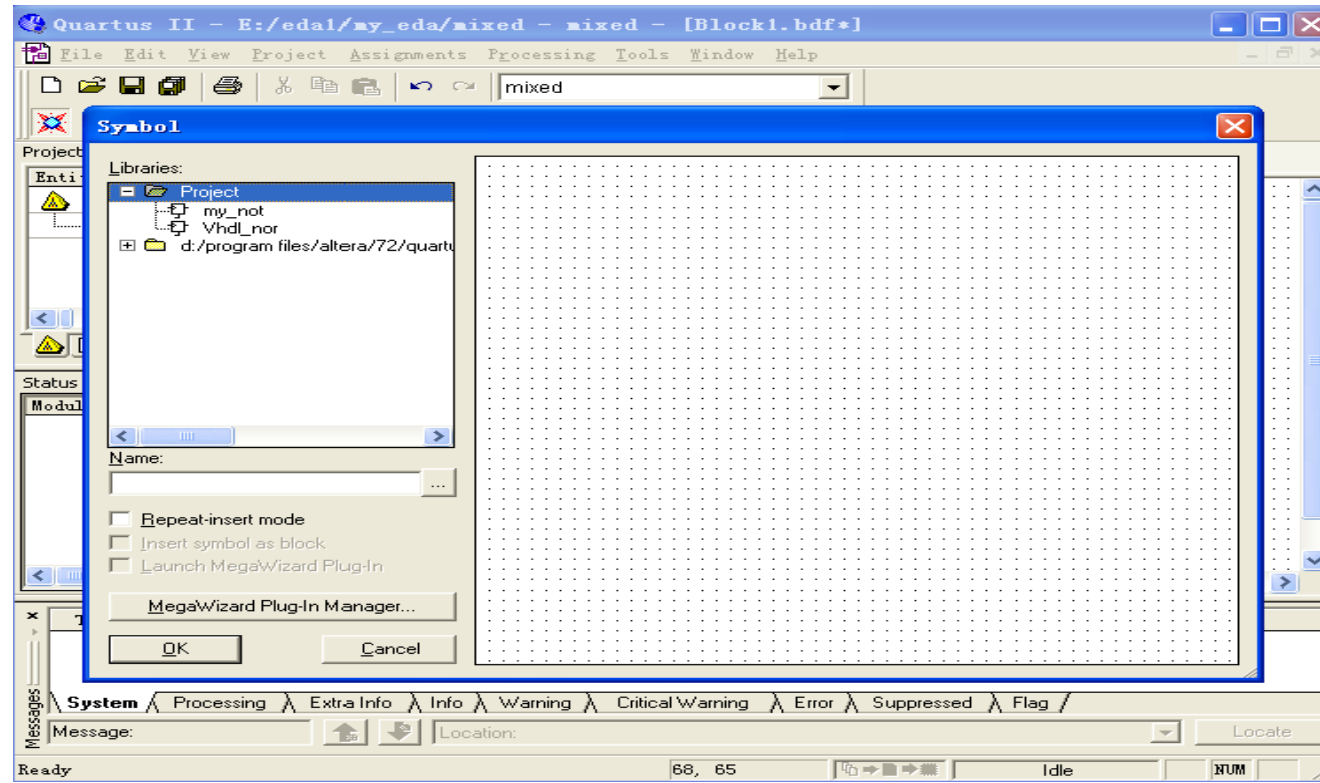 Quartus II - E:/eda1/my_eda/mixed - mixed - [Block1.bdf*]
File Edit View Project Assignments Processing Tools Window Help
mixed
Symbol
Project
Libraries:
Project
my_not
Vhdl_nor
d:/program files/altera/72/quartu
Status
Name:
...
Repeat-insert mode
Insert symbol as block
Launch MegaWizard Plug-In
MegaWizard Plug-In Manager...
OK Cancel
System Processing Extra Info Info Warning Critical Warning Error Suppressed Flag
Messages
Message: Location: Locate
Ready 68, 65 Idle NUM